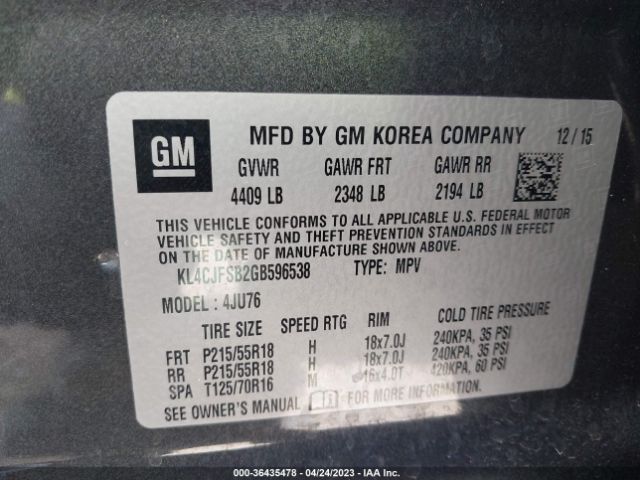 GM
MFD BY GM KOREA COMPANY 12/15
GVWR GAWR FRT GAWR RR
4409 LB 2348 LB 2194 LB
THIS VEHICLE CONFORMS TO ALL APPLICABLE U.S. FEDERAL MOTOR
VEHICLE SAFETY AND THEFT PREVENTION STANDARDS IN EFFECT ON
THE DATE OF MANUFACTURE SHOWN ABOVE.
KL4CJFSB2GB596538 TYPE: MPV
MODEL: 4JU76
TIRE SIZE SPEED RTG RIM COLD TIRE PRESSURE
FRT P215/55R18 H 18x7.0J 240KPA, 35 PSI
RR P215/55R18 H 18x7.0J 240KPA, 35 PSI
SPA T125/70R16 M 16x4.0T 420KPA, 60 PSI
SEE OWNER'S MANUAL FOR MORE INFORMATION.
000-36435478 - 04/24/2023 - IAA Inc.